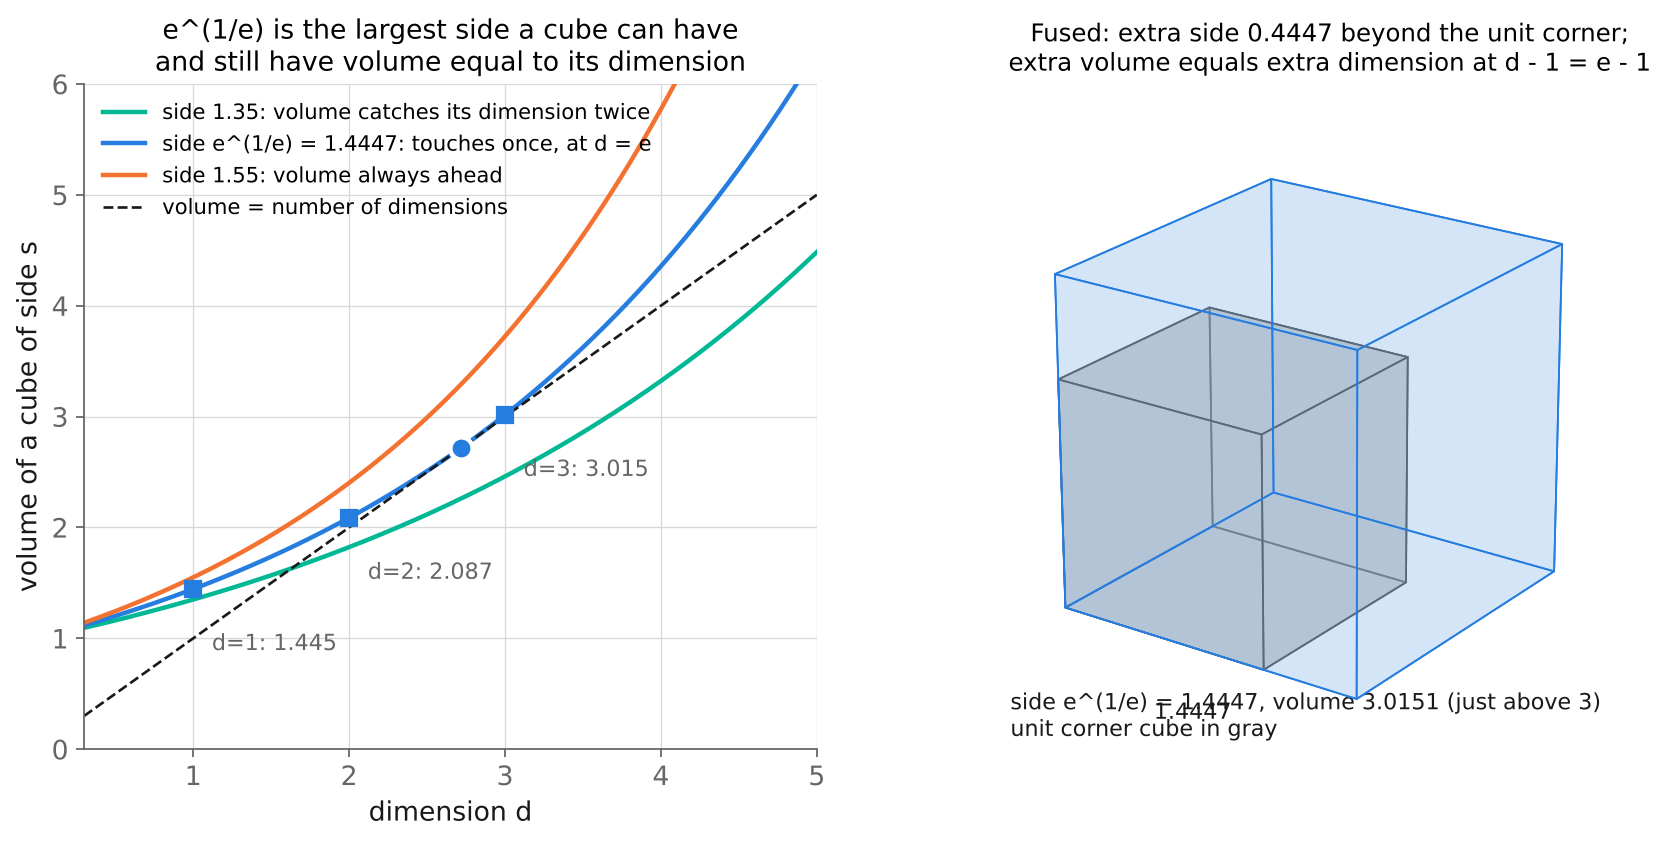 e^(1/e) is the largest side a cube can have
and still have volume equal to its dimension
side 1.35: volume catches its dimension twice
side e^(1/e) = 1.4447: touches once, at d = e
side 1.55: volume always ahead
volume = number of dimensions
volume of a cube of side s
6
5
4
3
2
1
0
d=3: 3.015
d=2: 2.087
d=1: 1.445
1 2 3 4 5
dimension d
Fused: extra side 0.4447 beyond the unit corner;
extra volume equals extra dimension at d - 1 = e - 1
side e^(1/e) = 1.4447, volume 3.0151 (just above 3)
1.4447
unit corner cube in gray